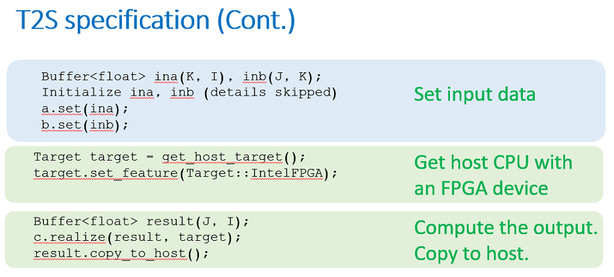 T2S specification (Cont.)
Buffer<float> ina(K, I), inb(J, K);
Initialize ina, inb (details skipped)
a.set(ina);
b.set(inb);
Set input data
Target target = get_host_target();
target.set_feature(Target::IntelFPGA);
Get host CPU with
an FPGA device
Buffer<float> result(J, I);
c.realize(result, target);
result.copy_to_host();
Compute the output.
Copy to host.